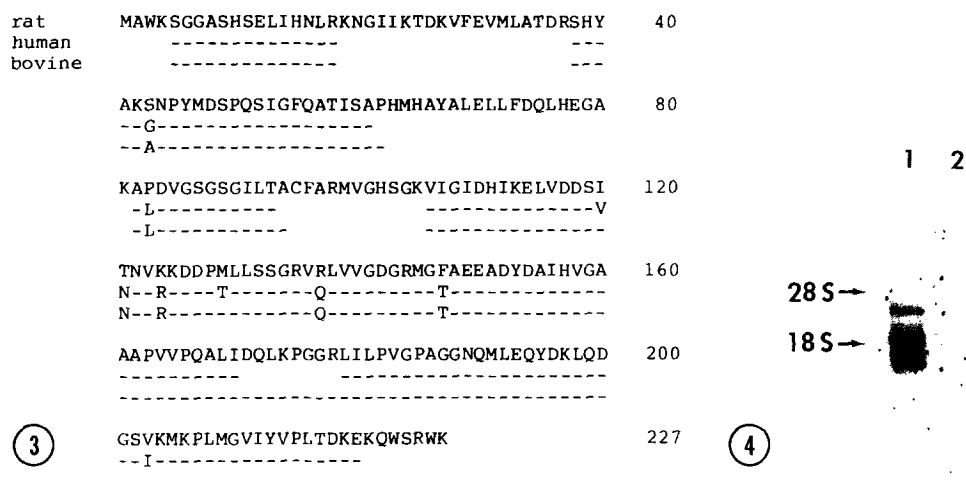 rat MAWKSGGASHSELIHNLRKNGIIKTDKVFEVMLATDRSHY 40
human -------------- ---
bovine -------------- ---
AKSNPYMDSPQSIGFQATISAPHMHAYALELLFDQLHEGA 80
--G------------------
--A-------------------
KAPDVGSGSGILTACFARMVGHSGKVIGIDHIKELVDDSI 120
-L---------- --------------V
-L----------- ---------------
TNVKKDDPMLLSSGRVRLVVGDGRMGFAEEADYDAIHVGA 160
N--R----T-------Q---------T-------------
N--R------------Q---------T-------------
AAPVVPQALIDQLKPGGRLILPVGPAGGNQMLEQYDKLQD 200
---------- ----------------------
----------------------------------------
GSVKMKPLMGVIYVPLTDKEKQWSRWK 227
--I-----------------
3
1 2
28S→
18S→
4